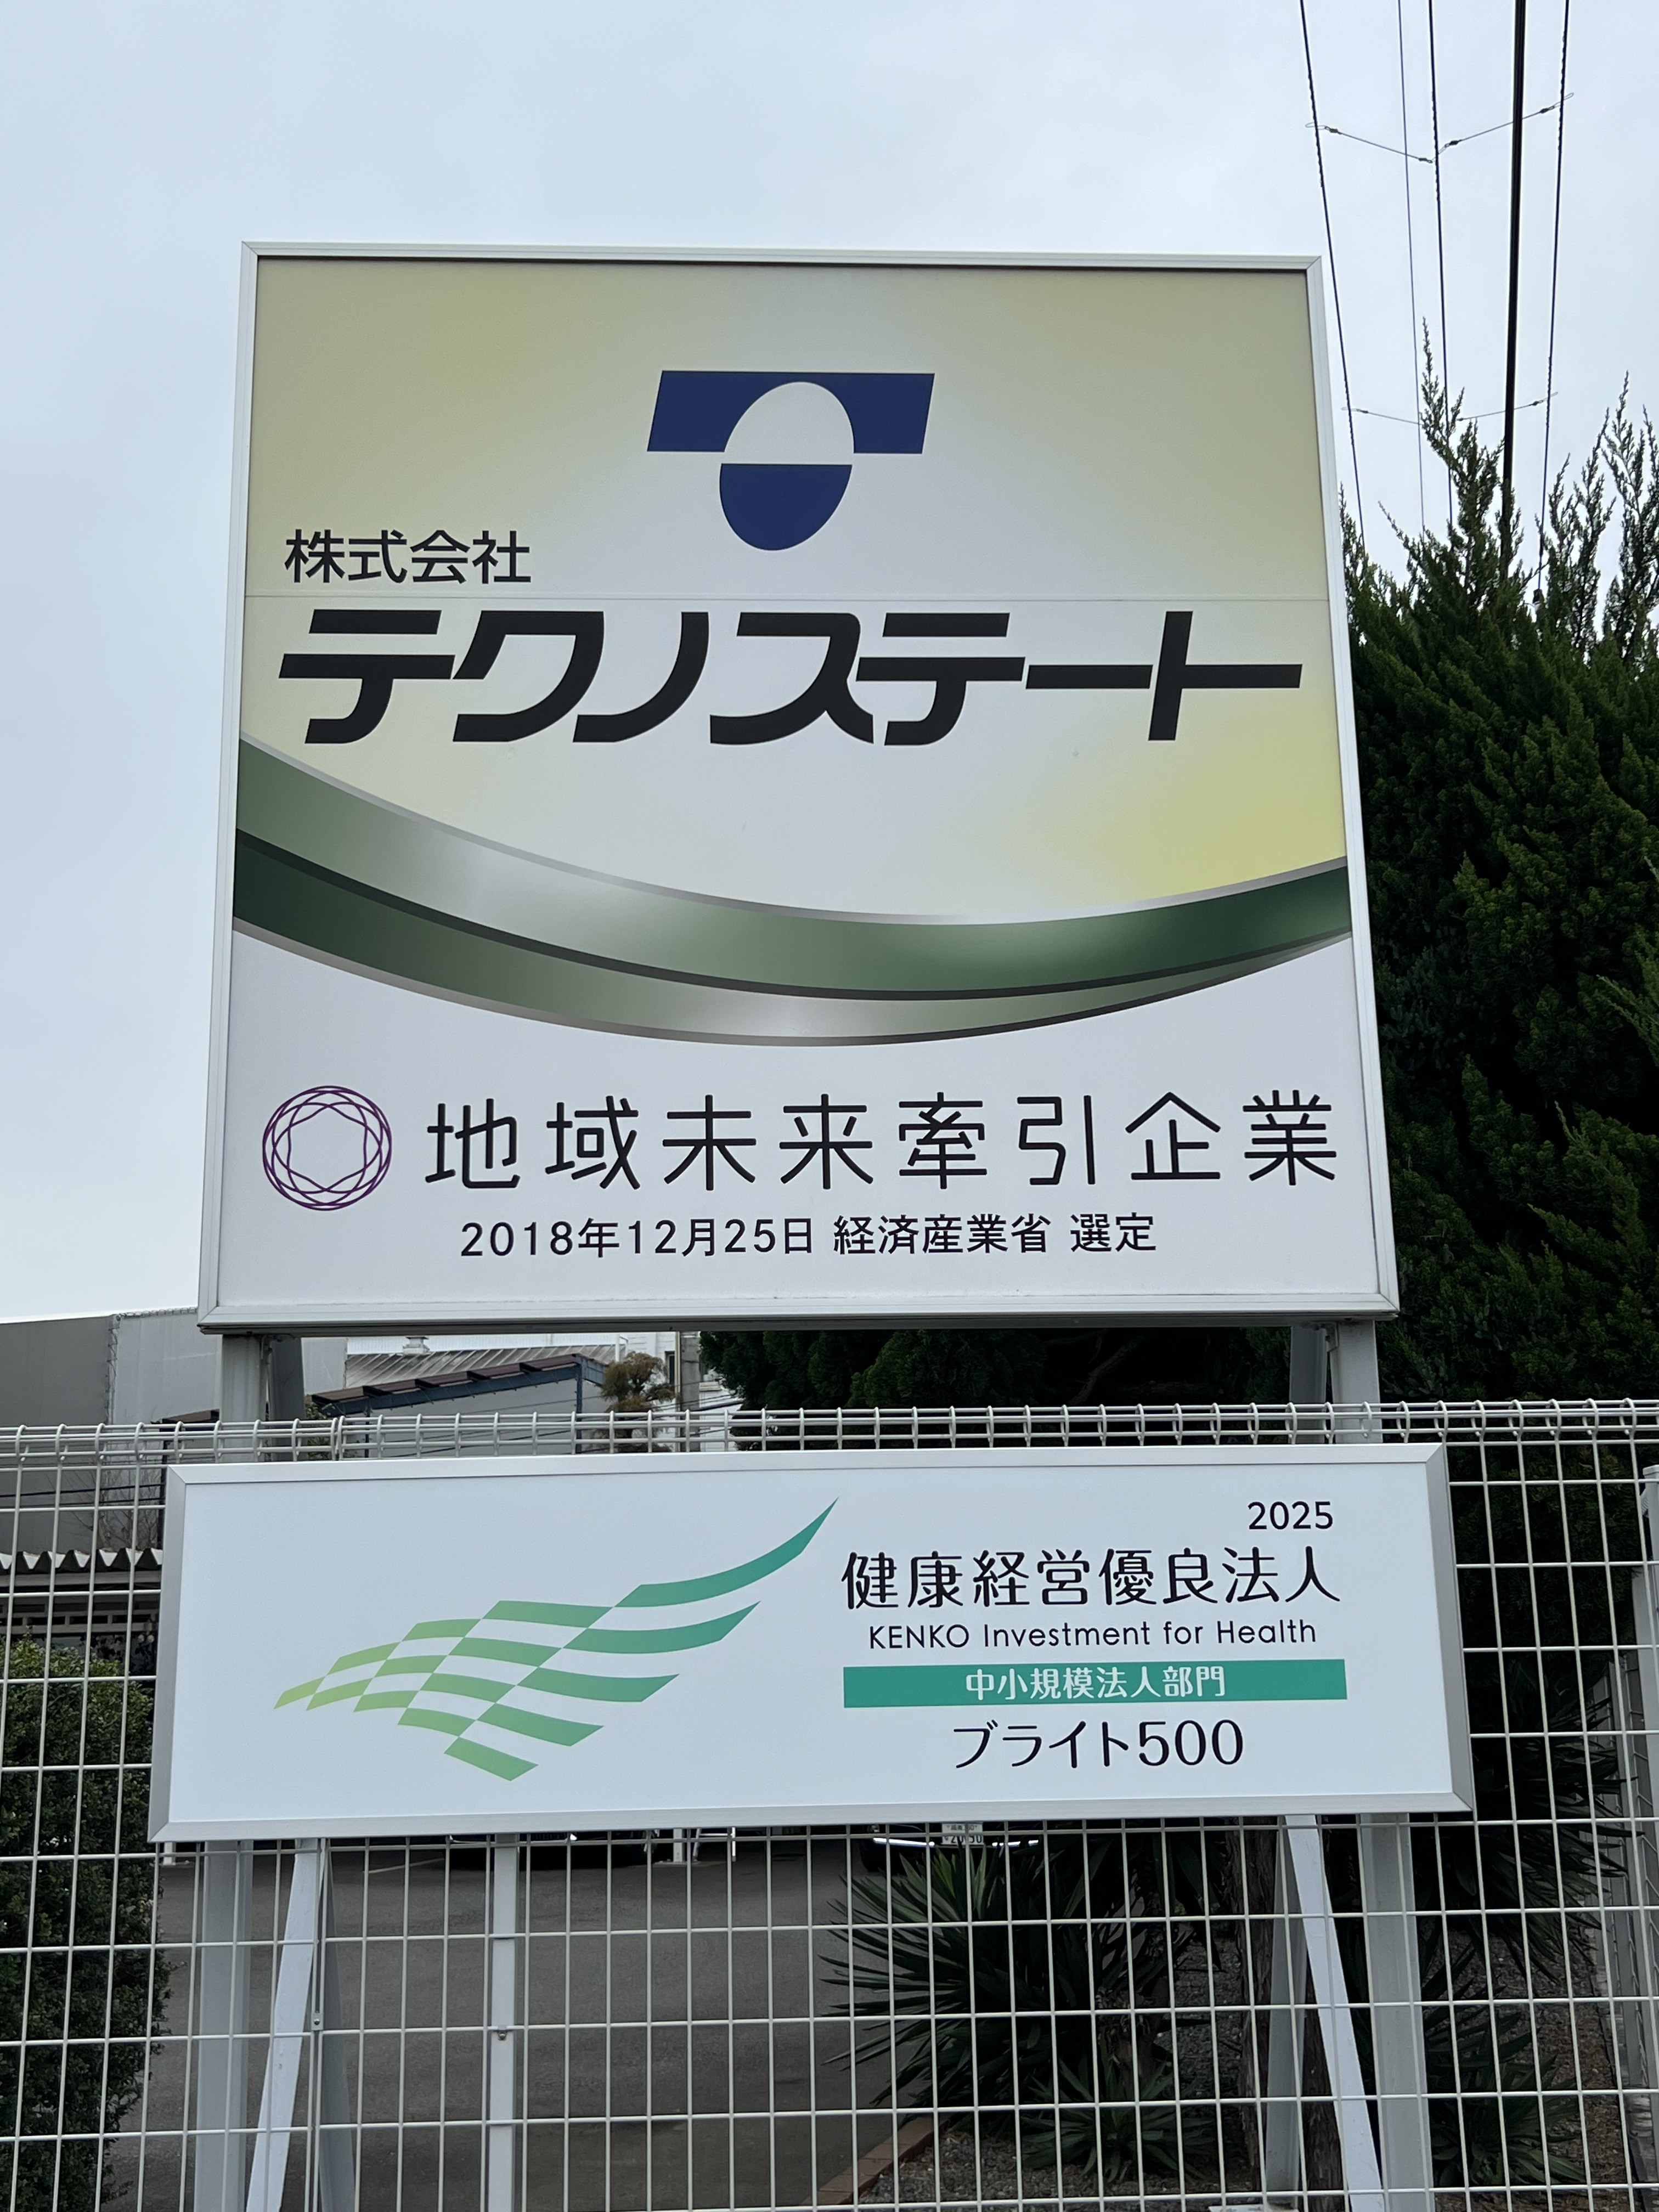 株式会社
テクノステート
地域未来牽引企業
2018年12月25日 経済産業省 選定
2025
健康経営優良法人
KENKO Investment for Health
中小規模法人部門
ブライト500